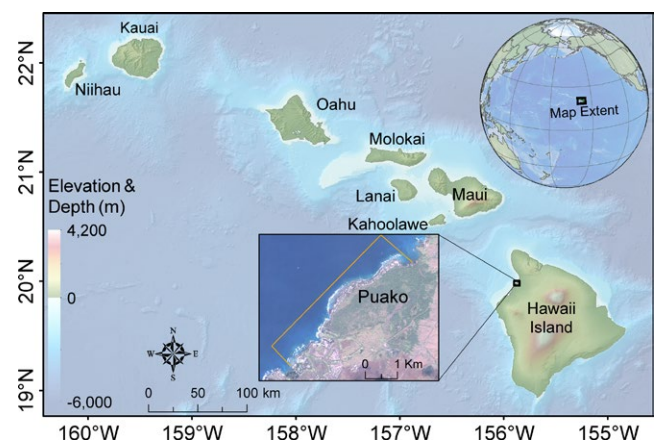 Kauai
Niihau
22°N
Oahu
Map Extent
Molokai
21°N
Elevation &
Depth (m)
Lanai
Maui
4,200
Kahoolawe
20°N
0
Puako
Hawaii
Island
0 1 Km
N
W E
S
19°N
-6,000
0 50 100 km
160°W 159°W 158°W 157°W 156°W 155°W